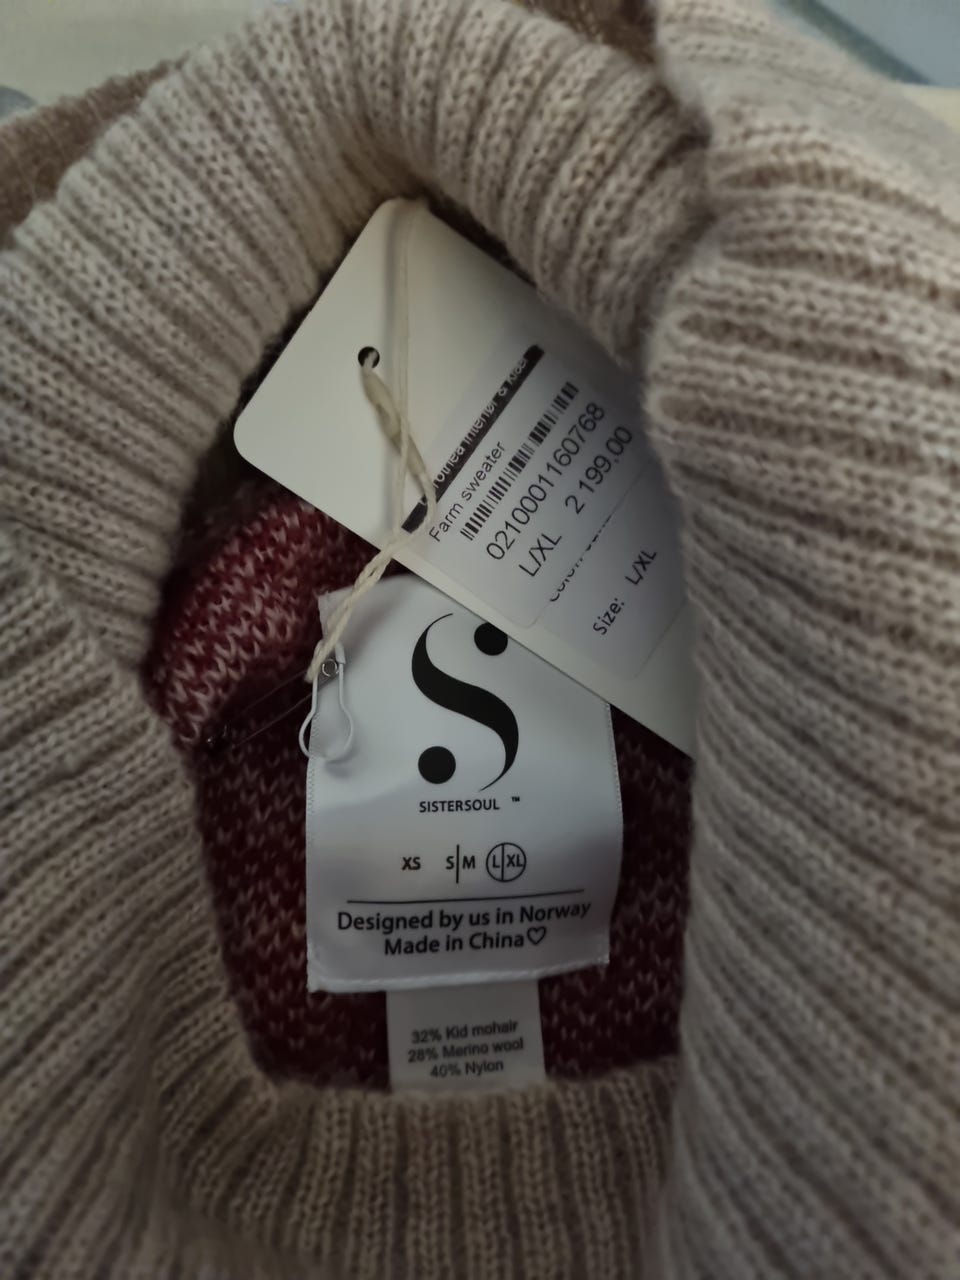 Interiør &
Farm sweater
0210001160768
L/XL 2 199,00
Size: L/XL
S
SISTERSOUL ™
XS S|M L|XL
Designed by us in Norway
Made in China♡
32% Kid mohair
28% Merino wool
40% Nylon